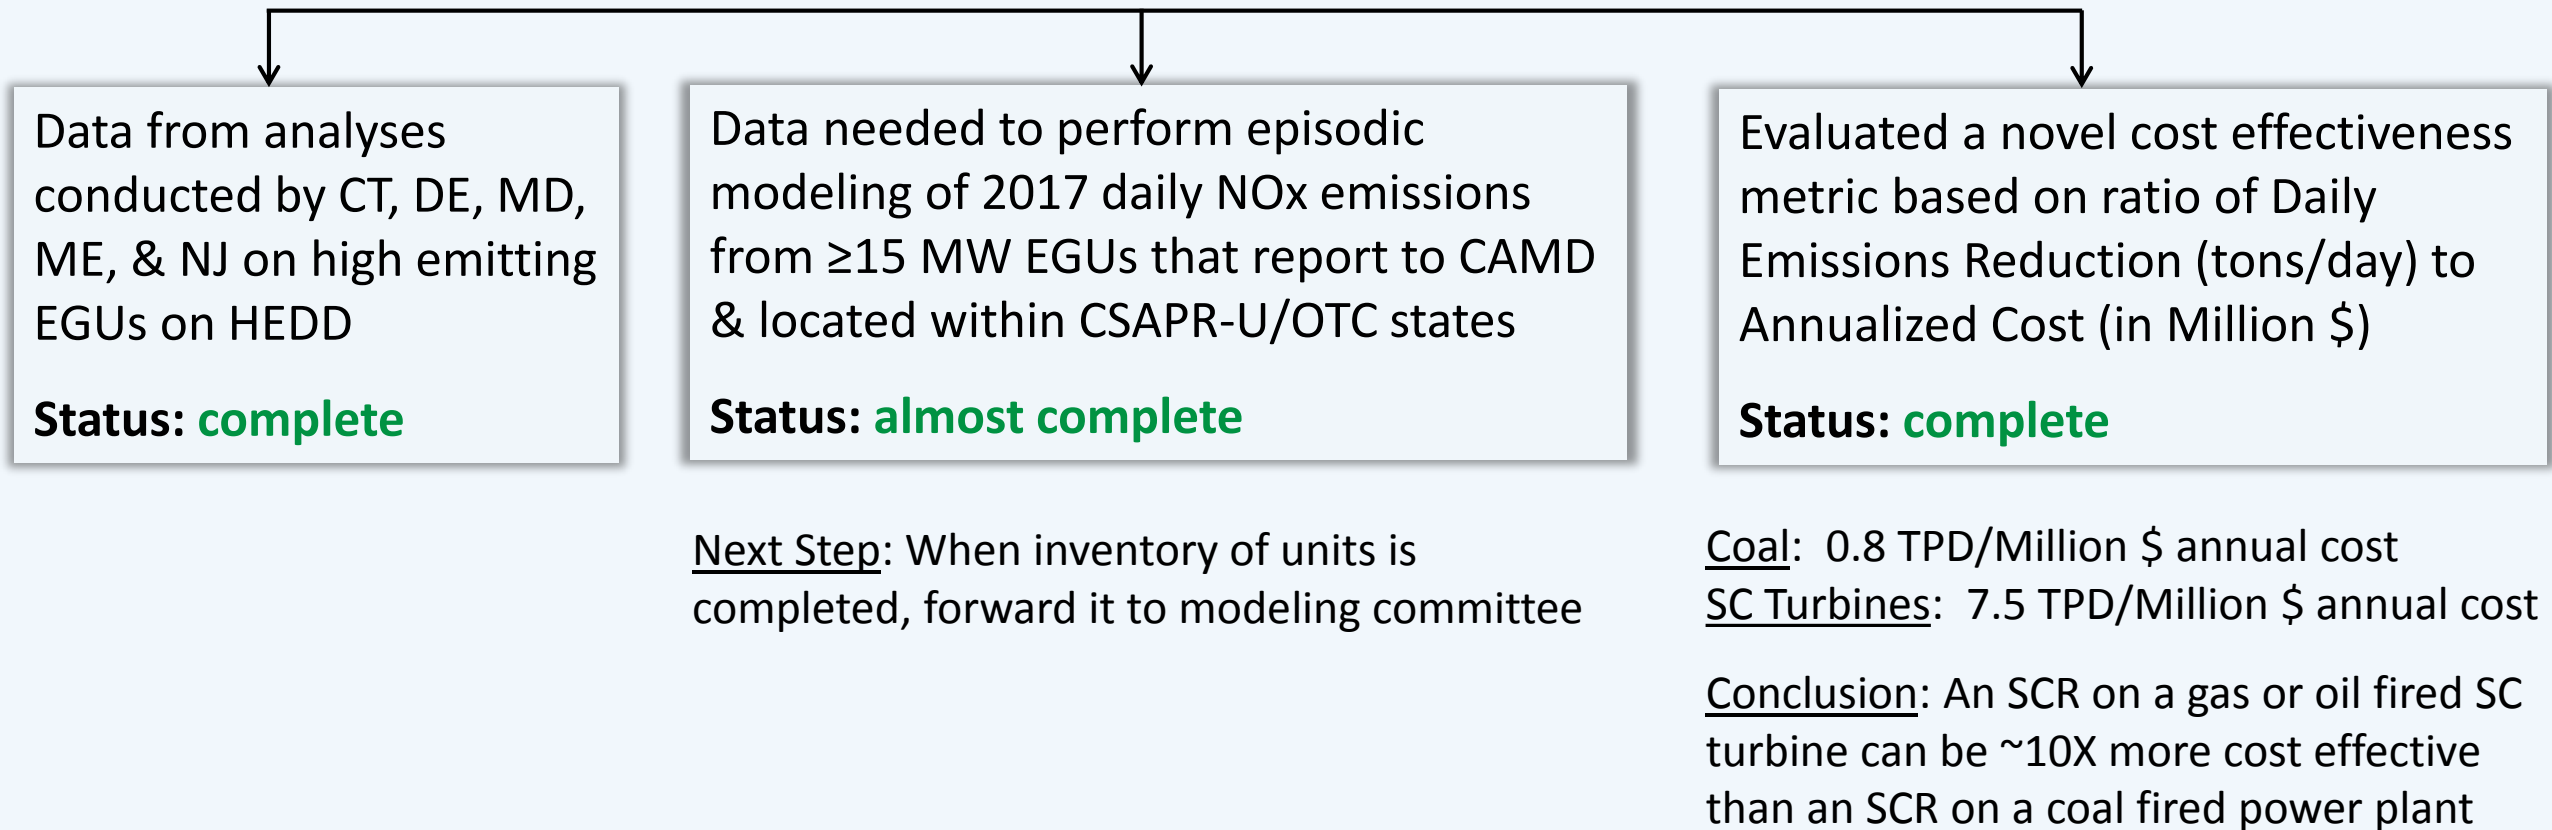 Data from analyses
conducted by CT, DE, MD,
ME, & NJ on high emitting
EGUs on HEDD
Status: complete
Data needed to perform episodic
modeling of 2017 daily NOx emissions
from ≥15 MW EGUs that report to CAMD
& located within CSAPR-U/OTC states
Status: almost complete
Next Step: When inventory of units is
completed, forward it to modeling committee
Evaluated a novel cost effectiveness
metric based on ratio of Daily
Emissions Reduction (tons/day) to
Annualized Cost (in Million $)
Status: complete
Coal: 0.8 TPD/Million $ annual cost
SC Turbines: 7.5 TPD/Million $ annual cost
Conclusion: An SCR on a gas or oil fired SC
turbine can be ~10X more cost effective
than an SCR on a coal fired power plant